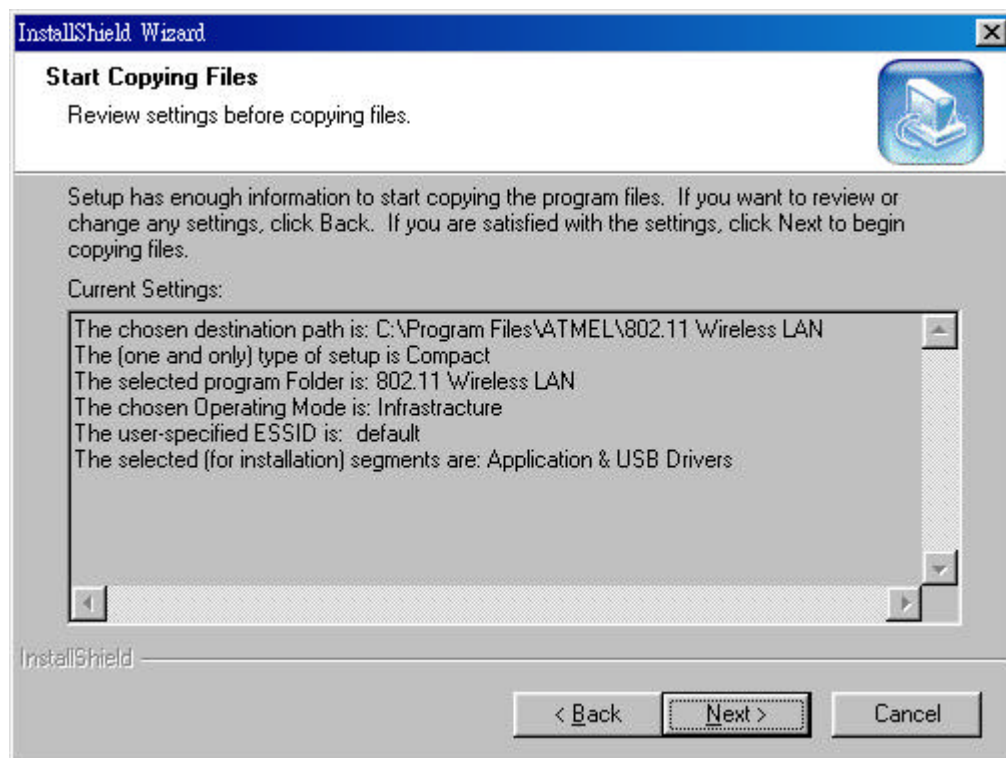 InstallShield Wizard
Start Copying Files
Review settings before copying files.
Setup has enough information to start copying the program files.  If you want to review or
change any settings, click Back.  If you are satisfied with the settings, click Next to begin
copying files.
Current Settings:
The chosen destination path is: C:\Program Files\ATMEL\802.11 Wireless LAN
The (one and only) type of setup is Compact
The selected program Folder is: 802.11 Wireless LAN
The chosen Operating Mode is: Infrastracture
The user-specified ESSID is:  default
The selected (for installation) segments are: Application & USB Drivers
InstallShield
< Back
Next >
Cancel